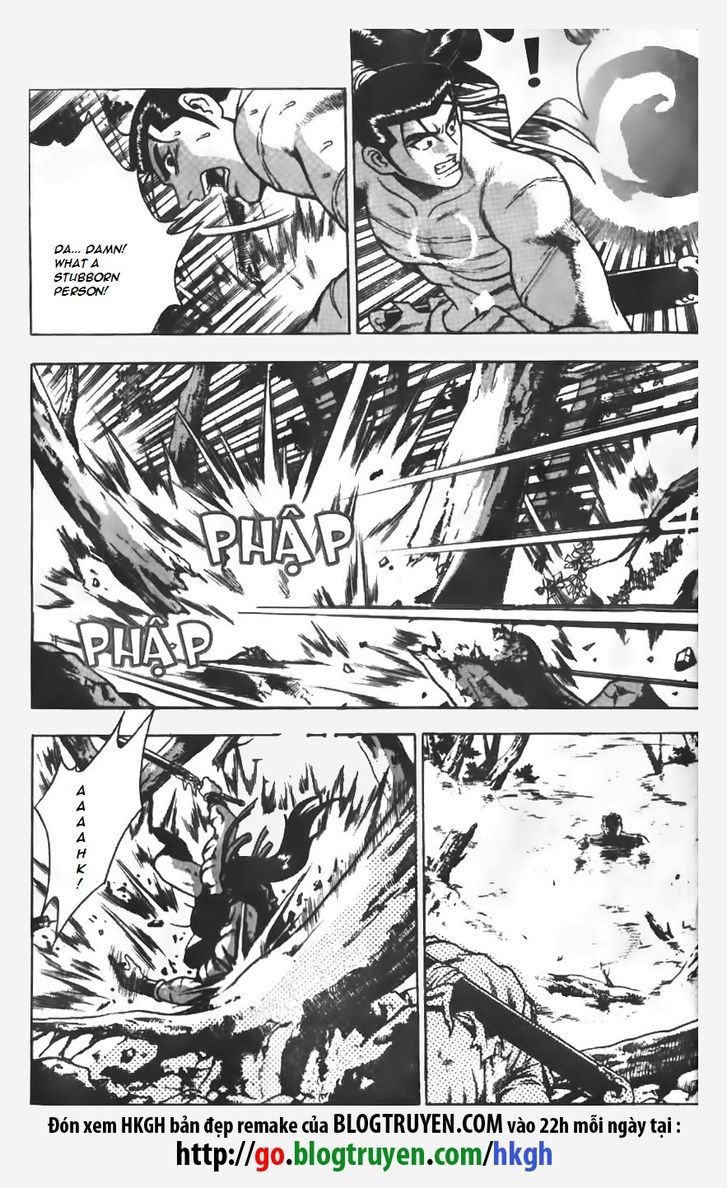 !
DA... DAMN!
WHAT A
STUBBORN
PERSON!
PHẬP
PHẬP
A
A
A
A
H
K
!
Đón xem HKGH bản đẹp remake của BLOGTRUYEN.COM vào 22h mỗi ngày tại :
http://go.blogtruyen.com/hkgh